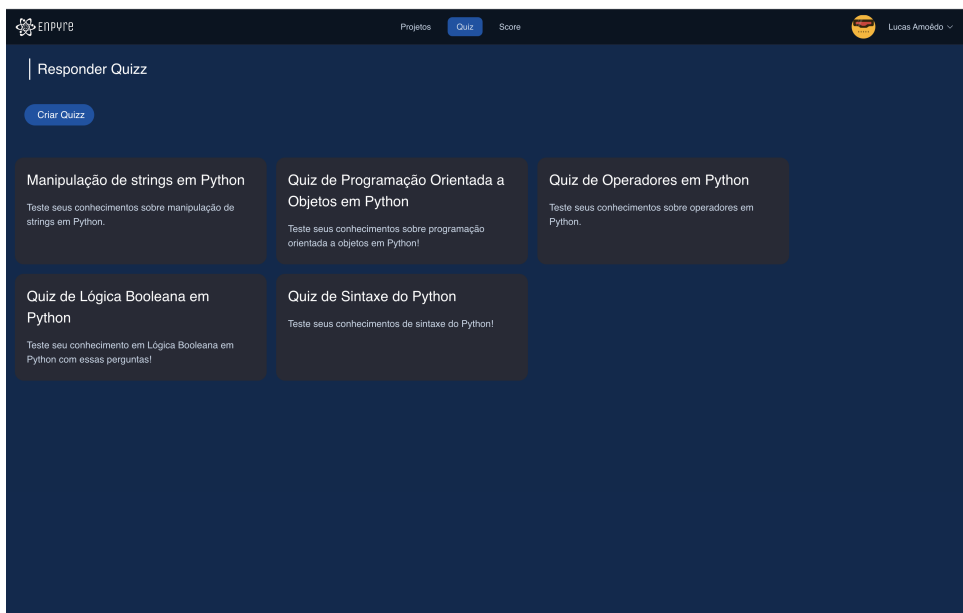 ENPYRE
Projetos
Quiz
Score
Lucas Amoêdo
Responder Quizz
Criar Quizz
Manipulação de strings em Python
Teste seus conhecimentos sobre manipulação de
strings em Python.
Quiz de Programação Orientada a
Objetos em Python
Teste seus conhecimentos sobre programação
orientada a objetos em Python!
Quiz de Operadores em Python
Teste seus conhecimentos sobre operadores em
Python.
Quiz de Lógica Booleana em
Python
Teste seu conhecimento em Lógica Booleana em
Python com essas perguntas!
Quiz de Sintaxe do Python
Teste seus conhecimentos de sintaxe do Python!